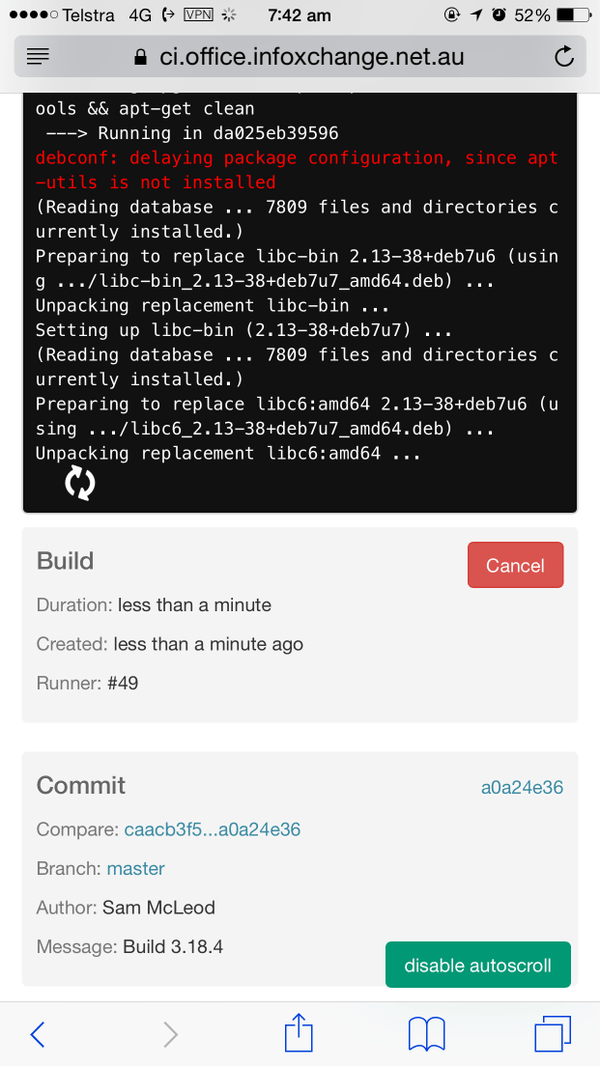 Telstra 4G VPN 7:42 am 52%
ci.office.infoxchange.net.au
ools && apt-get clean
---> Running in da025eb39596
debconf: delaying package configuration, since apt
-utils is not installed
(Reading database ... 7809 files and directories c
urrently installed.)
Preparing to replace libc-bin 2.13-38+deb7u6 (usin
g .../libc-bin_2.13-38+deb7u7_amd64.deb) ...
Unpacking replacement libc-bin ...
Setting up libc-bin (2.13-38+deb7u7) ...
(Reading database ... 7809 files and directories c
urrently installed.)
Preparing to replace libc6:amd64 2.13-38+deb7u6 (u
sing .../libc6_2.13-38+deb7u7_amd64.deb) ...
Unpacking replacement libc6:amd64 ...
Build
Cancel
Duration: less than a minute
Created: less than a minute ago
Runner: #49
Commit
a0a24e36
Compare: caacb3f5...a0a24e36
Branch: master
Author: Sam McLeod
Message: Build 3.18.4
disable autoscroll